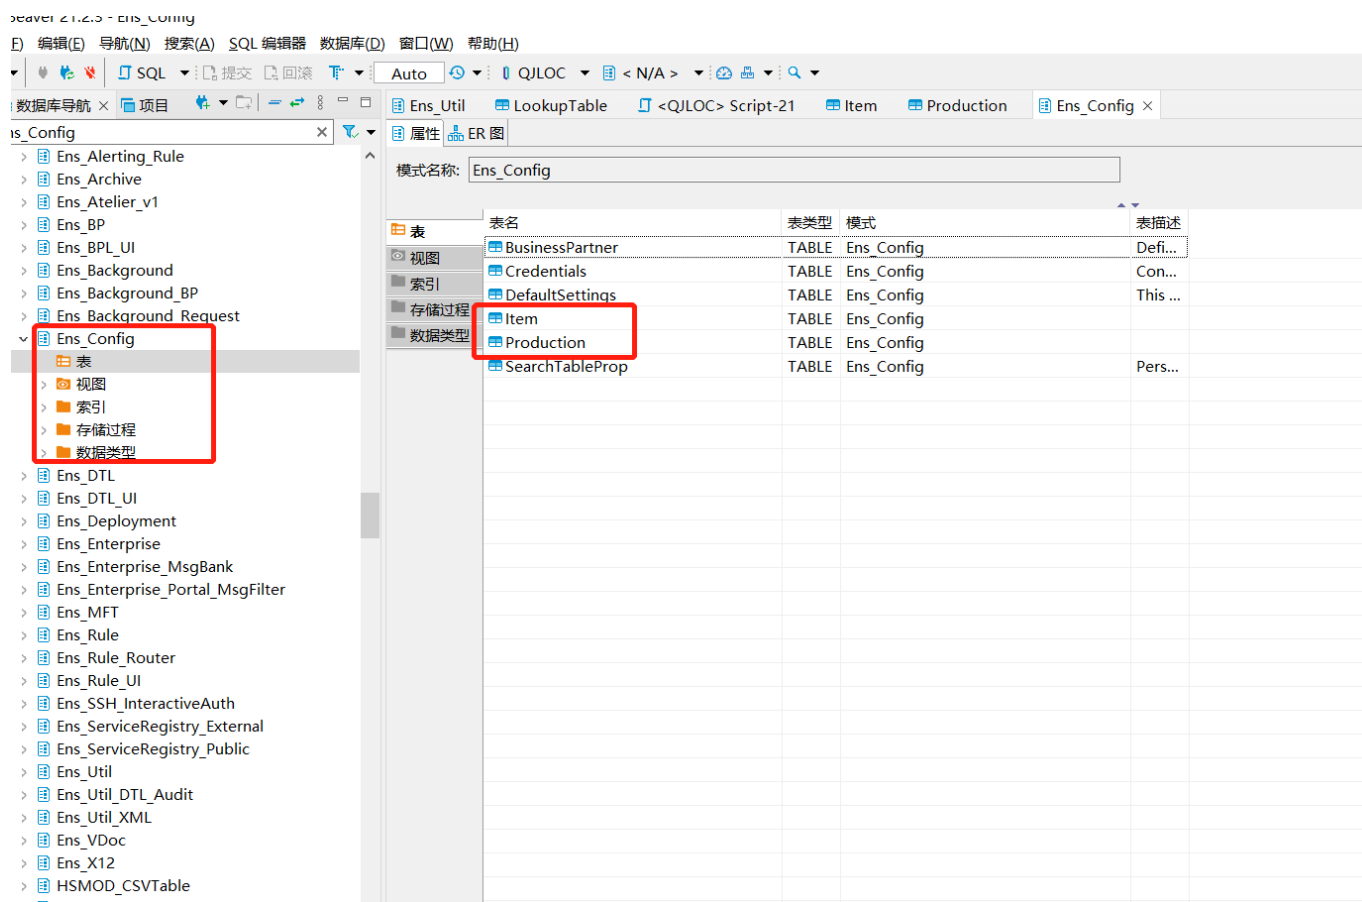 Seaver 21.2.5 - Ens_Config
F) 编辑(E) 导航(N) 搜索(A) SQL 编辑器 数据库(D) 窗口(W) 帮助(H)
SQL 提交 回滚 Auto QJLOC < N/A >
数据库导航 项目
Ens_Util LookupTable <QJLOC> Script-21 Item Production Ens_Config
ns_Config
属性 ER 图
模式名称: Ens_Config
Ens_Alerting_Rule
Ens_Archive
Ens_Atelier_v1
Ens_BP
Ens_BPL_UI
Ens_Background
Ens_Background_BP
Ens_Background_Request
Ens_Config
表
视图
索引
存储过程
数据类型
Ens_DTL
Ens_DTL_UI
Ens_Deployment
Ens_Enterprise
Ens_Enterprise_MsgBank
Ens_Enterprise_Portal_MsgFilter
Ens_MFT
Ens_Rule
Ens_Rule_Router
Ens_Rule_UI
Ens_SSH_InteractiveAuth
Ens_ServiceRegistry_External
Ens_ServiceRegistry_Public
Ens_Util
Ens_Util_DTL_Audit
Ens_Util_XML
Ens_VDoc
Ens_X12
HSMOD_CSVTable
表
视图
索引
存储过程
数据类型
表名 表类型 模式 表描述
BusinessPartner TABLE Ens_Config Defi...
Credentials TABLE Ens_Config Con...
DefaultSettings TABLE Ens_Config This ...
Item TABLE Ens_Config
Production TABLE Ens_Config
SearchTableProp TABLE Ens_Config Pers...